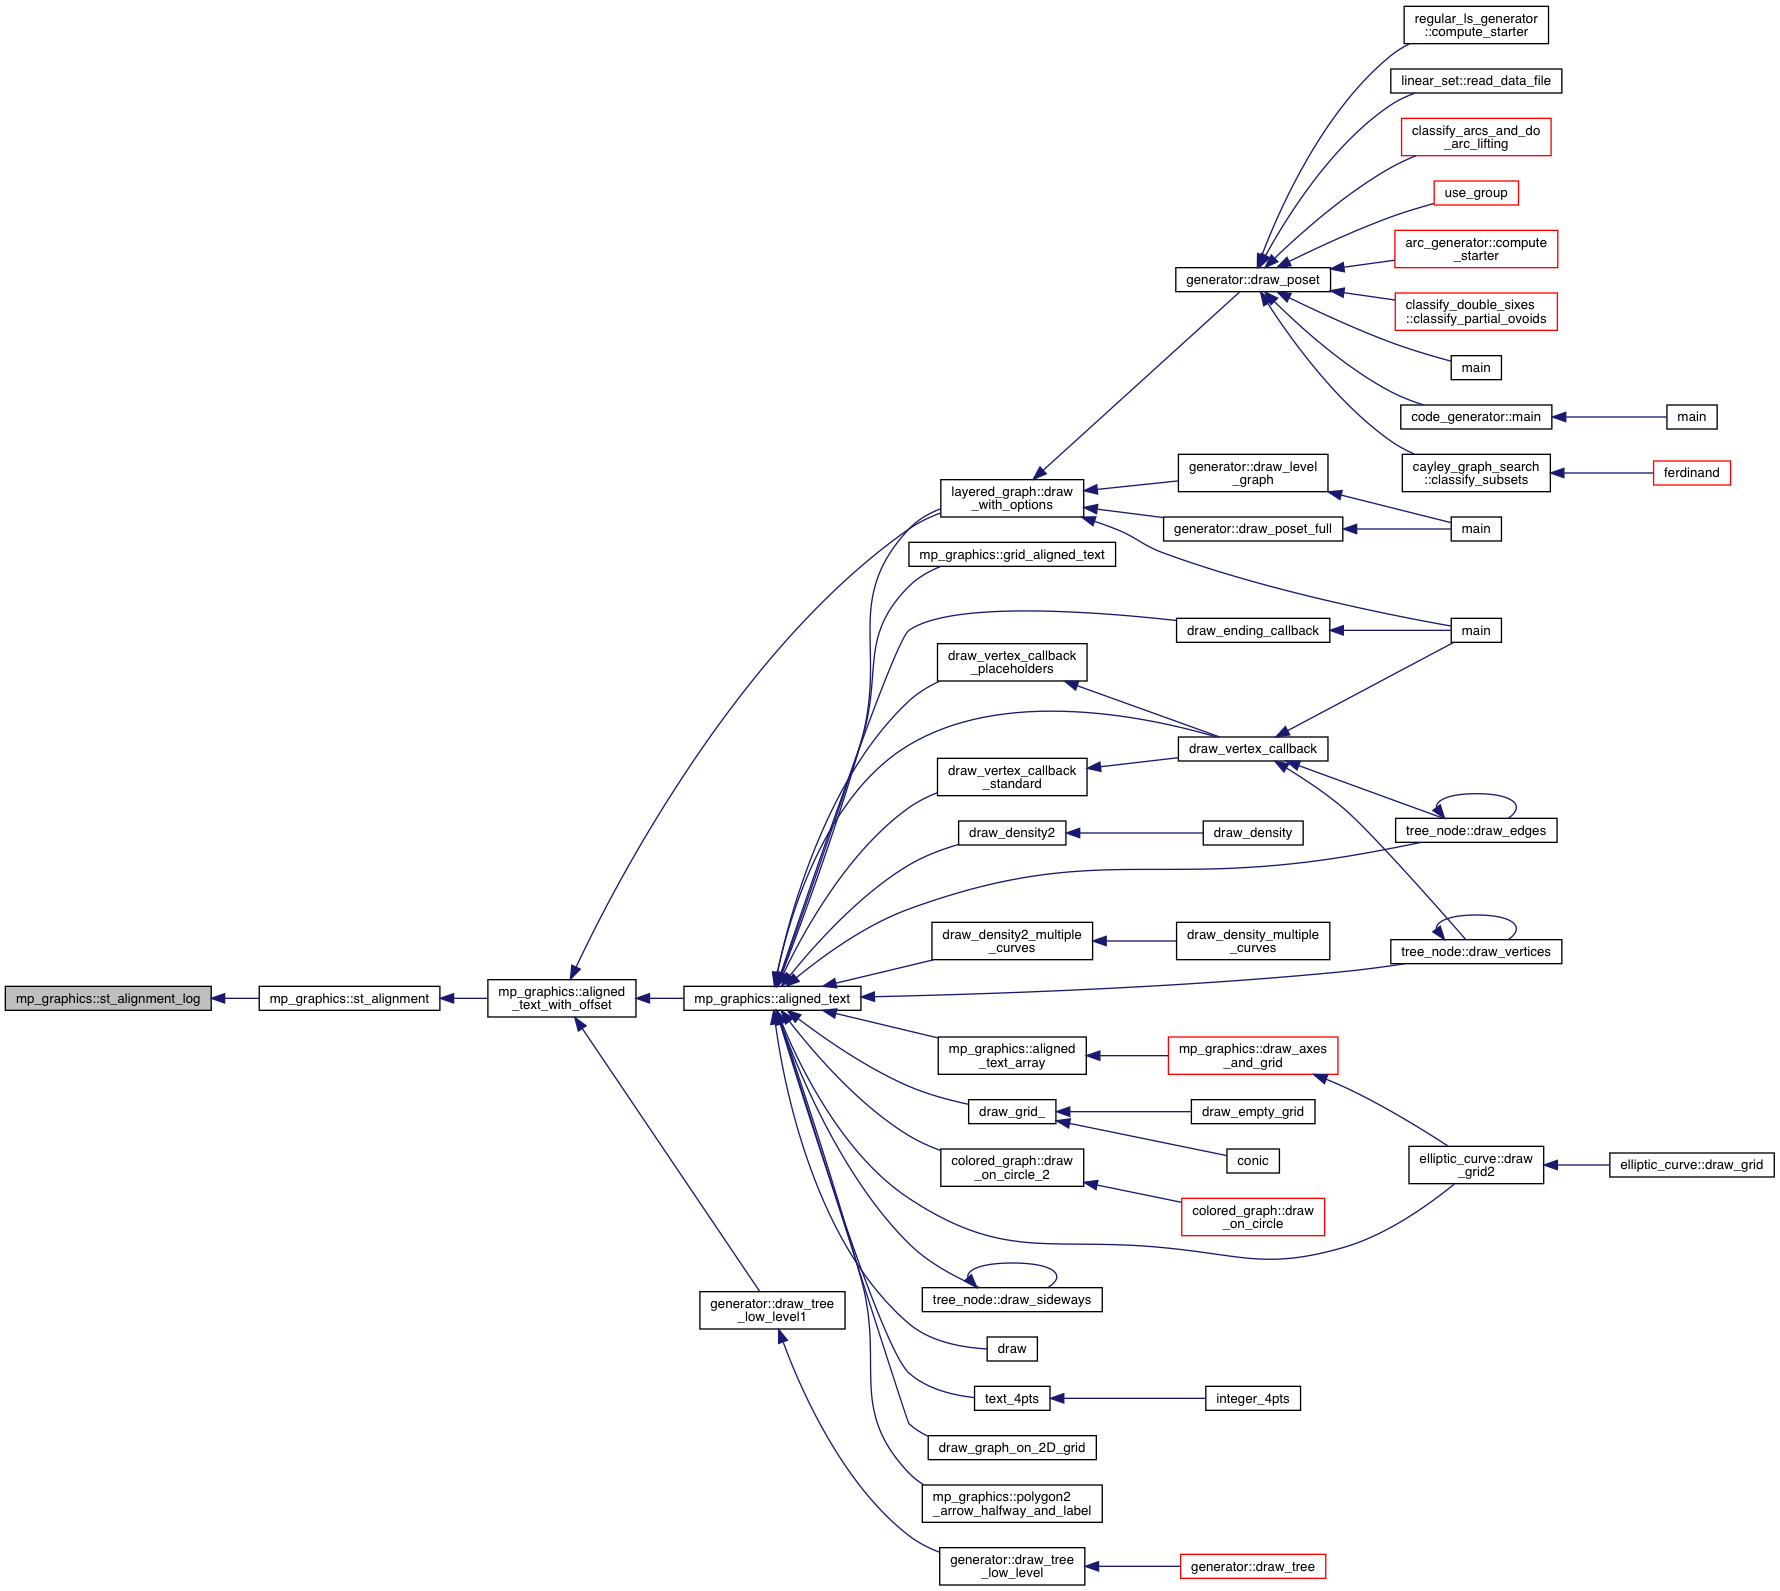 regular_ls_generator
::compute_starter
linear_set::read_data_file
classify_arcs_and_do
_arc_lifting
use_group
arc_generator::compute
_starter
generator::draw_poset
classify_double_sixes
::classify_partial_ovoids
main
code_generator::main
main
cayley_graph_search
::classify_subsets
ferdinand
generator::draw_level
_graph
layered_graph::draw
_with_options
generator::draw_poset_full
main
mp_graphics::grid_aligned_text
draw_ending_callback
main
draw_vertex_callback
_placeholders
draw_vertex_callback
draw_vertex_callback
_standard
draw_density2
draw_density
tree_node::draw_edges
draw_density2_multiple
_curves
draw_density_multiple
_curves
tree_node::draw_vertices
mp_graphics::st_alignment_log
mp_graphics::st_alignment
mp_graphics::aligned
_text_with_offset
mp_graphics::aligned_text
mp_graphics::aligned
_text_array
mp_graphics::draw_axes
_and_grid
draw_grid_
draw_empty_grid
conic
colored_graph::draw
_on_circle_2
elliptic_curve::draw
_grid2
elliptic_curve::draw_grid
colored_graph::draw
_on_circle
tree_node::draw_sideways
generator::draw_tree
_low_level1
draw
text_4pts
integer_4pts
draw_graph_on_2D_grid
mp_graphics::polygon2
_arrow_halfway_and_label
generator::draw_tree
_low_level
generator::draw_tree